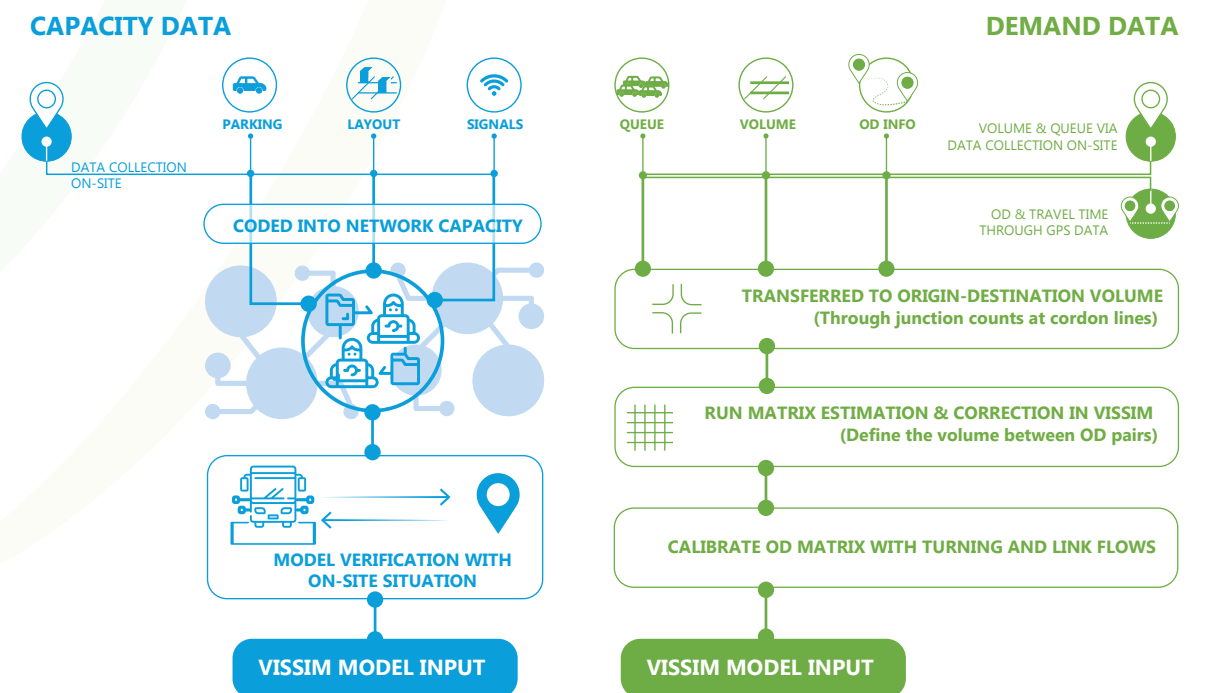 CAPACITY DATA
DEMAND DATA
PARKING
LAYOUT
SIGNALS
DATA COLLECTION
ON-SITE
CODED INTO NETWORK CAPACITY
MODEL VERIFICATION WITH
ON-SITE SITUATION
VISSIM MODEL INPUT
QUEUE
VOLUME
OD INFO
VOLUME & QUEUE VIA
DATA COLLECTION ON-SITE
OD & TRAVEL TIME
THROUGH GPS DATA
TRANSFERRED TO ORIGIN-DESTINATION VOLUME
(Through junction counts at cordon lines)
RUN MATRIX ESTIMATION & CORRECTION IN VISSIM
(Define the volume between OD pairs)
CALIBRATE OD MATRIX WITH TURNING AND LINK FLOWS
VISSIM MODEL INPUT